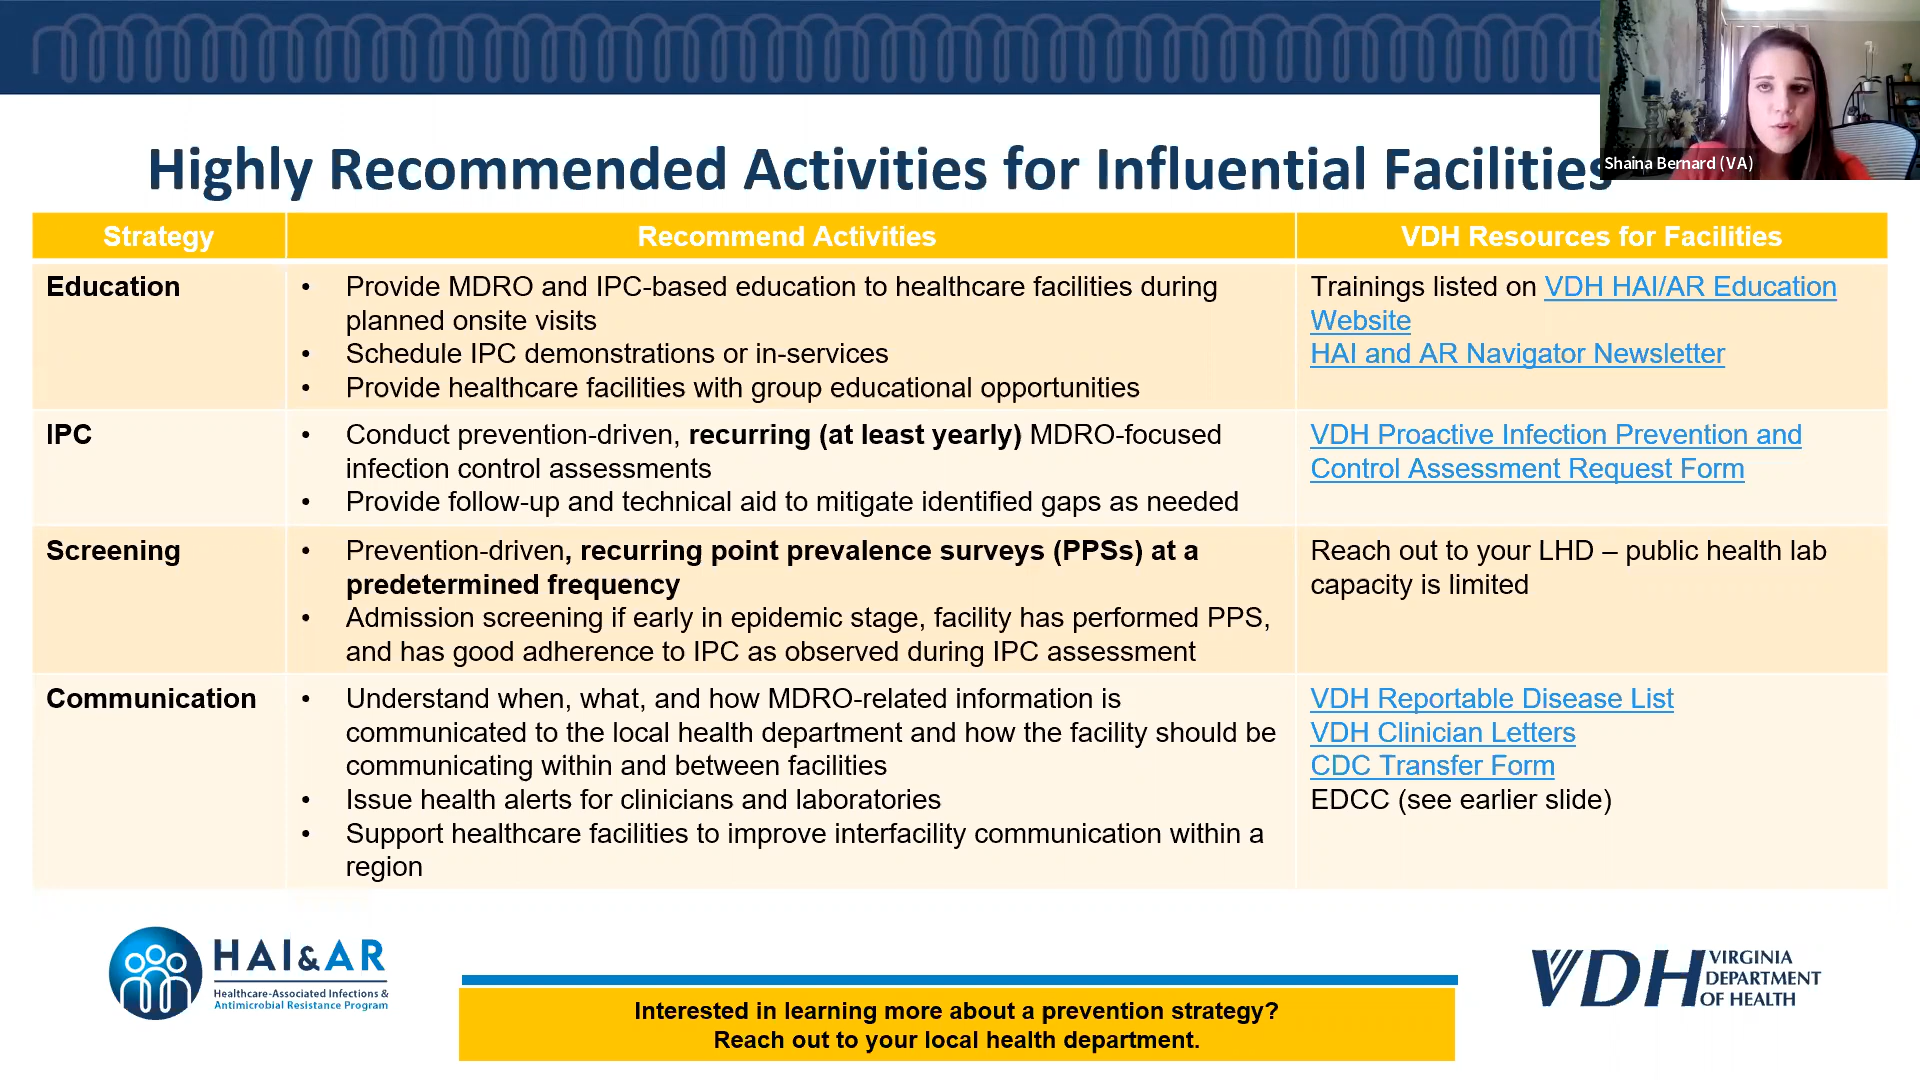 Highly Recommended Activities for Influential Facilities
Shaina Bernard (VA)
Strategy
Recommend Activities
VDH Resources for Facilities
Education
• Provide MDRO and IPC-based education to healthcare facilities during
planned onsite visits
• Schedule IPC demonstrations or in-services
• Provide healthcare facilities with group educational opportunities
Trainings listed on VDH HAI/AR Education
Website
HAI and AR Navigator Newsletter
IPC
• Conduct prevention-driven, recurring (at least yearly) MDRO-focused
infection control assessments
• Provide follow-up and technical aid to mitigate identified gaps as needed
VDH Proactive Infection Prevention and
Control Assessment Request Form
Screening
• Prevention-driven, recurring point prevalence surveys (PPSs) at a
predetermined frequency
• Admission screening if early in epidemic stage, facility has performed PPS,
and has good adherence to IPC as observed during IPC assessment
Reach out to your LHD – public health lab
capacity is limited
Communication
• Understand when, what, and how MDRO-related information is
communicated to the local health department and how the facility should be
communicating within and between facilities
• Issue health alerts for clinicians and laboratories
• Support healthcare facilities to improve interfacility communication within a
region
VDH Reportable Disease List
VDH Clinician Letters
CDC Transfer Form
EDCC (see earlier slide)
HAI&AR
Healthcare-Associated Infections &
Antimicrobial Resistance Program
Interested in learning more about a prevention strategy?
Reach out to your local health department.
VDH VIRGINIA
DEPARTMENT
OF HEALTH